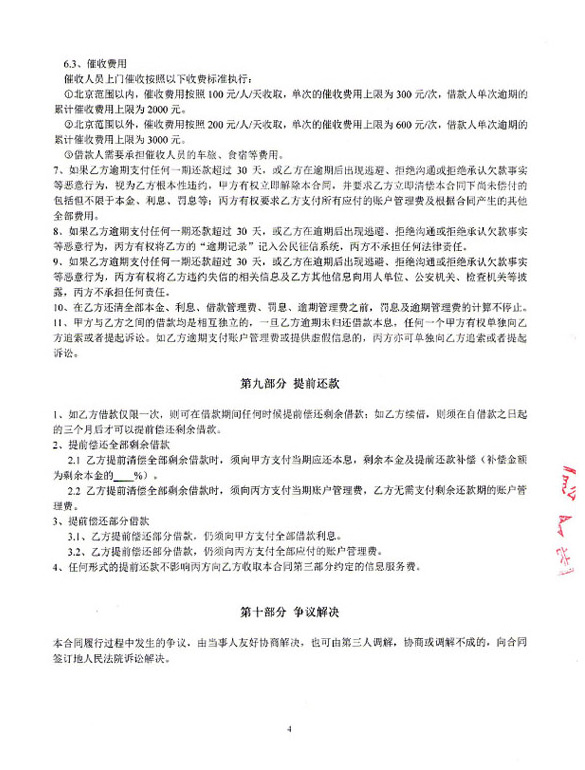 6.3、催收费用
催收人员上门催收按照以下收费标准执行：
①北京范围以内，催收费用按照 100 元/人/天收取，单次的催收费用上限为 300 元/次，借款人单次逾期的
累计催收费用上限为 2000 元。
②北京范围以外，催收费用按照 200 元/人/天收取，单次的催收费用上限为 600 元/次，借款人单次逾期的
累计催收费用上限为 3000 元。
③借款人需要承担催收人员的车旅、食宿等费用。
7、如果乙方逾期支付任何一期还款超过 30 天，或乙方在逾期后出现逃避、拒绝沟通或拒绝承认欠款事实
等恶意行为，视为乙方根本性违约，甲方有权立即解除本合同，并要求乙方立即清偿本合同下尚未偿付的
包括但不限于本金、利息、罚息等；丙方有权要求乙方支付所有应付的账户管理费及根据合同产生的其他
全部费用。
8、如果乙方逾期支付任何一期还款超过 30 天，或乙方在逾期后出现逃避、拒绝沟通或拒绝承认欠款事实
等恶意行为，丙方有权将乙方的“逾期记录”记入公民征信系统，丙方不承担任何法律责任。
9、如果乙方逾期支付任何一期还款超过 30 天，或乙方在逾期后出现逃避、拒绝沟通或拒绝承认欠款事实
等恶意行为，丙方有权将乙方违约失信的相关信息及乙方其他信息向用人单位、公安机关、检查机关等披
露，丙方不承担任何责任。
10、在乙方还清全部本金、利息、借款管理费、罚息、逾期管理费之前，罚息及逾期管理费的计算不停止。
11、甲方与乙方之间的借款均是相互独立的，一旦乙方逾期未归还借款本息，任何一个甲方有权单独向乙
方追索或者提起诉讼。如乙方逾期支付账户管理费或提供虚假信息的，丙方亦可单独向乙方追索或者提起
诉讼。
第九部分 提前还款
1、如乙方借款仅限一次，则可在借款期间任何时候提前偿还剩余借款；如乙方续借，则须在自借款之日起
的三个月后才可以提前偿还剩余借款。
2、提前偿还全部剩余借款
2.1 乙方提前清偿全部剩余借款时，须向甲方支付当期应还本息，剩余本金及提前还款补偿（补偿金额
为剩余本金的___%）。
2.2 乙方提前清偿全部剩余借款时，须向丙方支付当期账户管理费，乙方无需支付剩余还款期的账户管
理费。
3、提前偿还部分借款
3.1、乙方提前偿还部分借款，仍须向甲方支付全部借款利息。
3.2、乙方提前偿还部分借款，仍须向丙方支付全部应付的账户管理费。
4、任何形式的提前还款不影响丙方向乙方收取本合同第三部分约定的信息服务费。
第十部分 争议解决
本合同履行过程中发生的争议，由当事人友好协商解决，也可由第三人调解，协商或调解不成的，向合同
签订地人民法院诉讼解决。
4